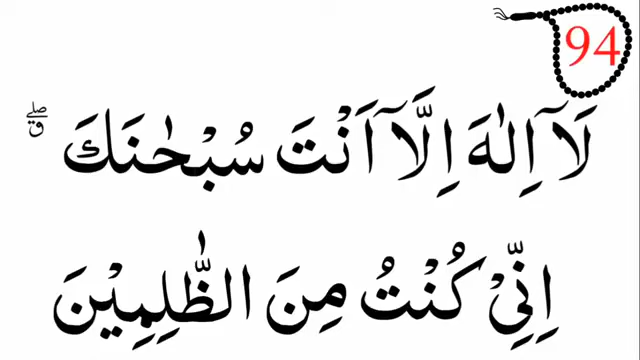 94
لَآ اِلٰهَ اِلَّآ اَنْتَ سُبْحٰنَكَ ۖۗ
اِنِّيْ كُنْتُ مِنَ الظّٰلِمِيْنَ